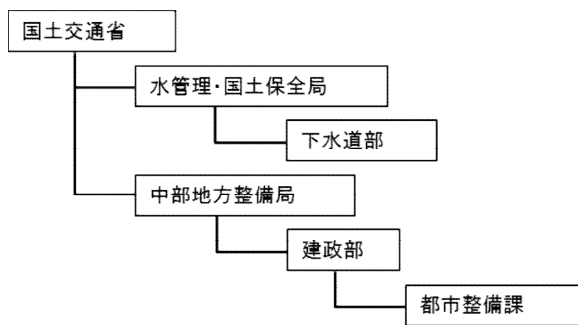 国土交通省
水管理・国土保全局
下水道部
中部地方整備局
建政部
都市整備課